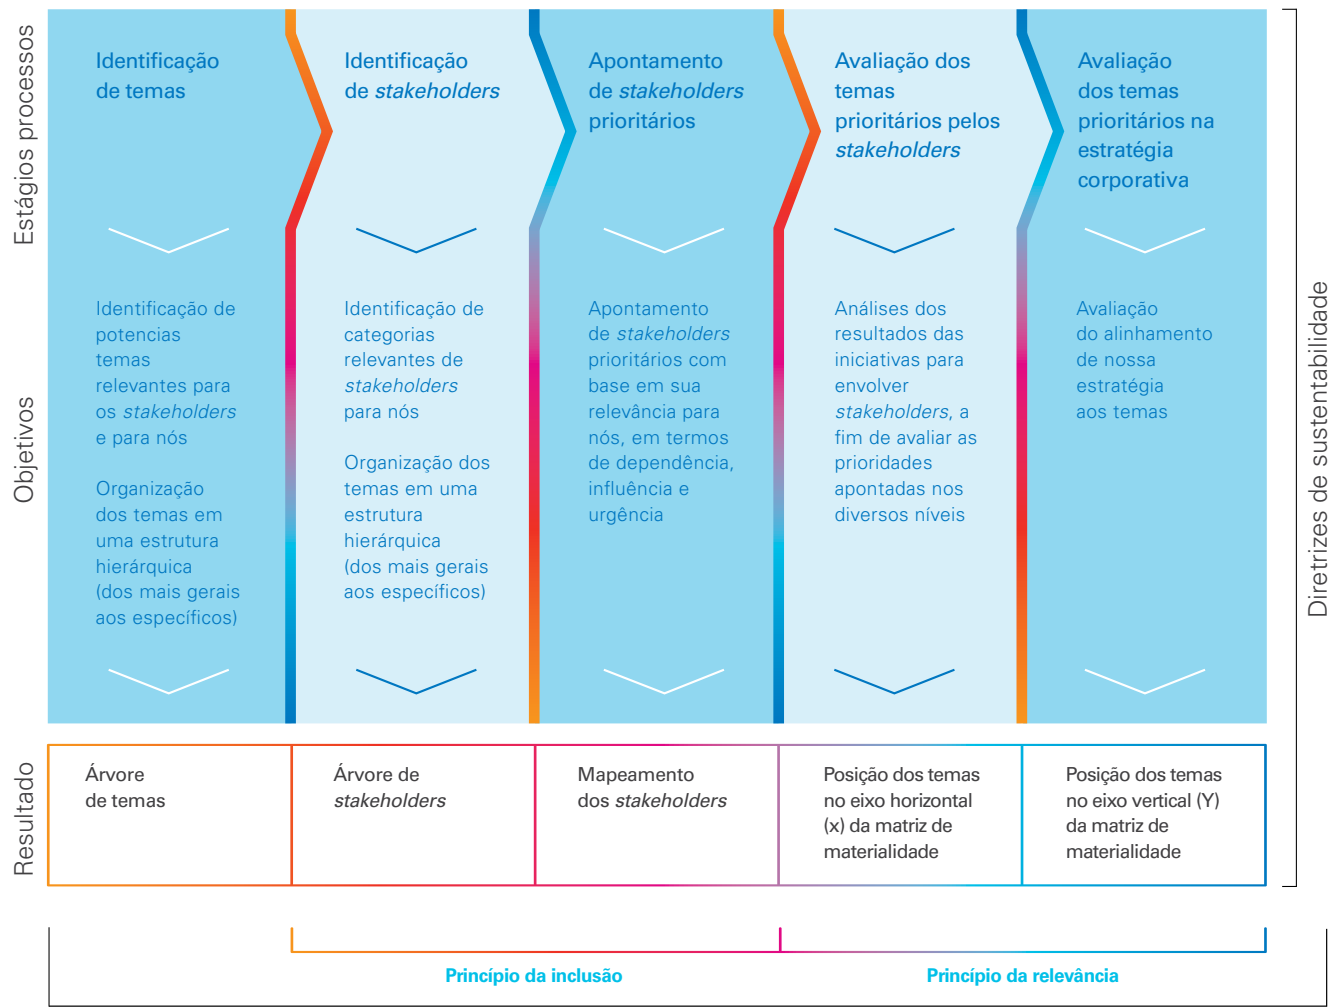 Estágios processos
Identificação
de temas
Identificação
de stakeholders
Apontamento
de stakeholders
prioritários
Avaliação dos
temas
prioritários pelos
stakeholders
Avaliação
dos temas
prioritários na
estratégia
corporativa
Objetivos
Identificação de
potencias
temas
relevantes para
os stakeholders
e para nós
Organização
dos temas em
uma estrutura
hierárquica
(dos mais gerais
aos específicos)
Identificação de
categorias
relevantes de
stakeholders
para nós
Organização dos
temas em uma
estrutura
hierárquica
(dos mais gerais
aos específicos)
Apontamento
de stakeholders
prioritários com
base em sua
relevância para
nós, em termos
de dependência,
influência e
urgência
Análises dos
resultados das
iniciativas para
envolver
stakeholders, a
fim de avaliar as
prioridades
apontadas nos
diversos níveis
Avaliação
do alinhamento
de nossa
estratégia
aos temas
Resultado
Árvore
de temas
Árvore de
stakeholders
Mapeamento
dos stakeholders
Posição dos temas
no eixo horizontal
(x) da matriz de
materialidade
Posição dos temas
no eixo vertical (Y)
da matriz de
materialidade
Diretrizes de sustentabilidade
Princípio da inclusão
Princípio da relevância